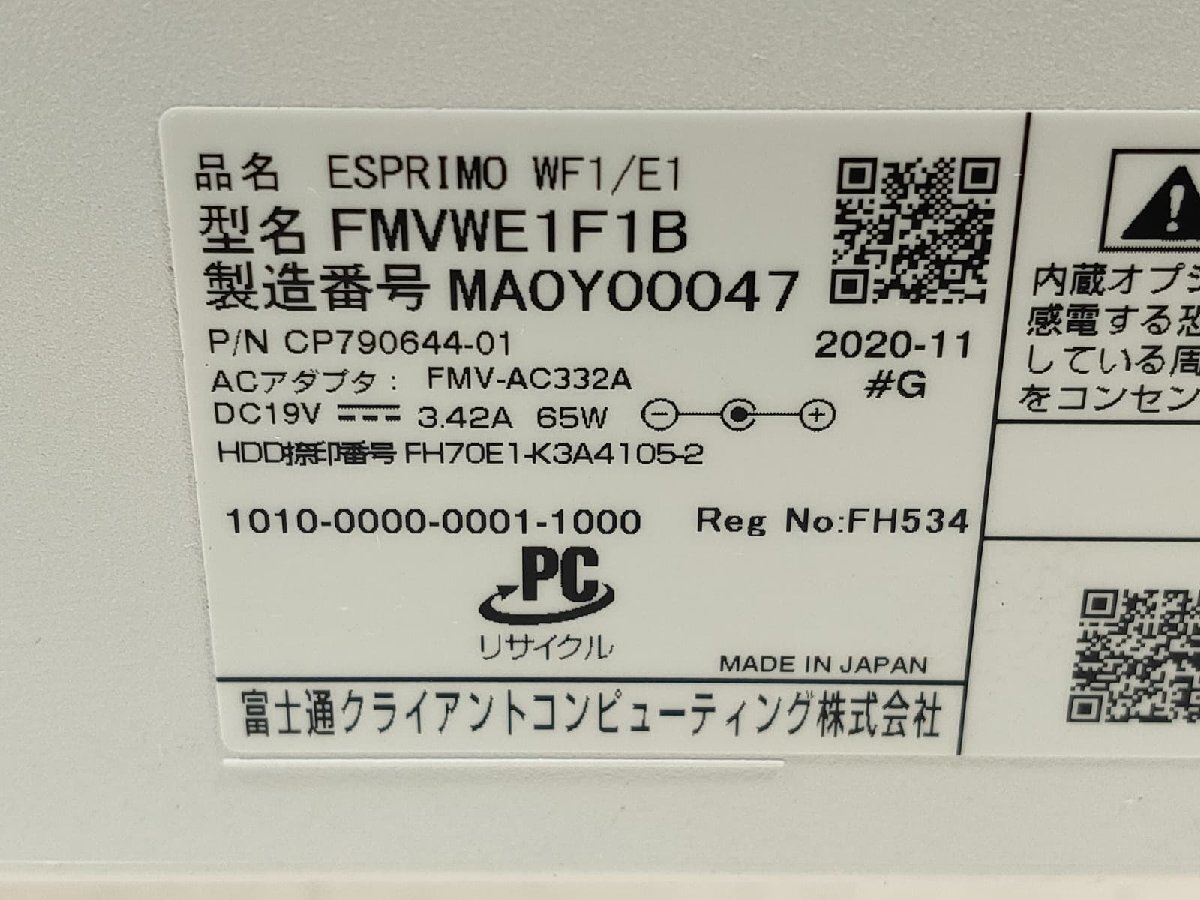 品名 ESPRIMO WF1/E1
型名 FMVWE1F1B
製造番号 MA0Y00047
P/N CP790644-01
2020-11
#G
ACアダプタ： FMV-AC332A
DC19V 3.42A 65W
HDD捺印番号 FH70E1-K3A4105-2
1010-0000-0001-1000 Reg No:FH534
PC
リサイクル
MADE IN JAPAN
富士通クライアントコンピューティング株式会社
内蔵オプシ
感電する恐
している周
をコンセン